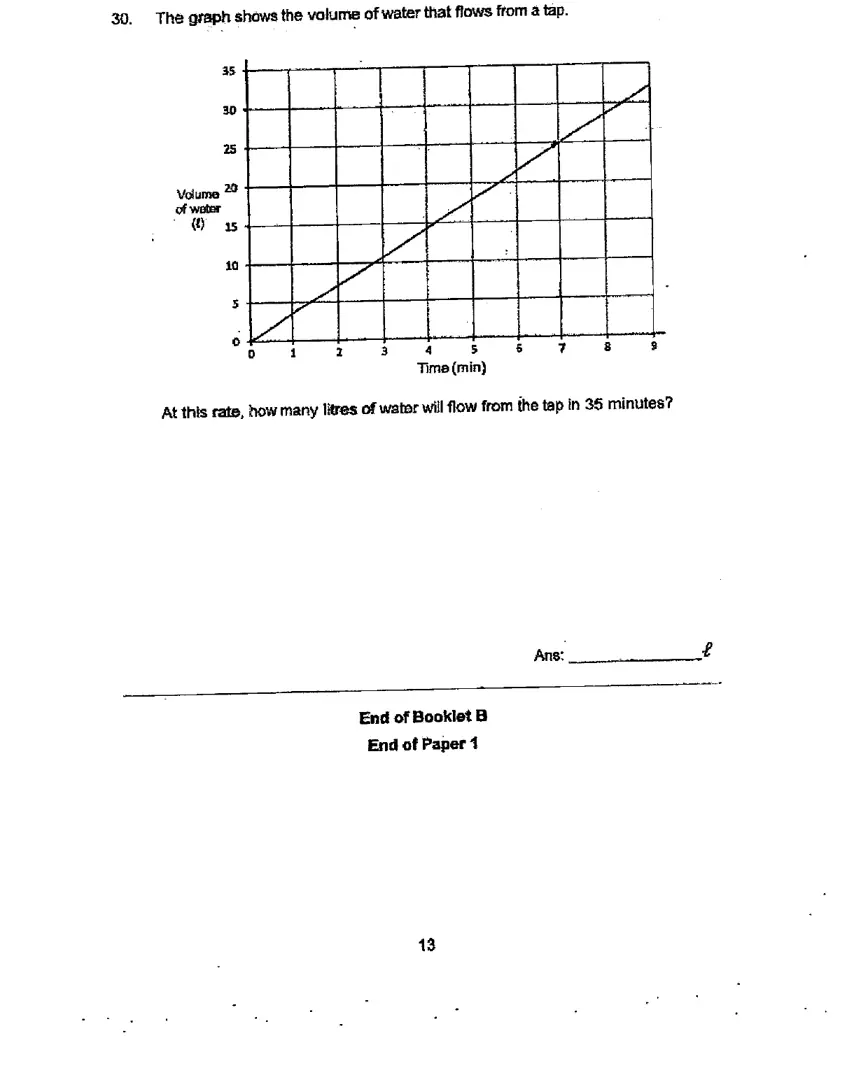 30. The graph shows the volume of water that flows from a tap.
35
30
25
Volume 20
of water
(ℓ) 15
10
5
0
0 1 2 3 4 5 6 7 8 9
Time (min)
At this rate, how many litres of water will flow from the tap in 35 minutes?
Ans: ____________ ℓ
End of Booklet B
End of Paper 1
13